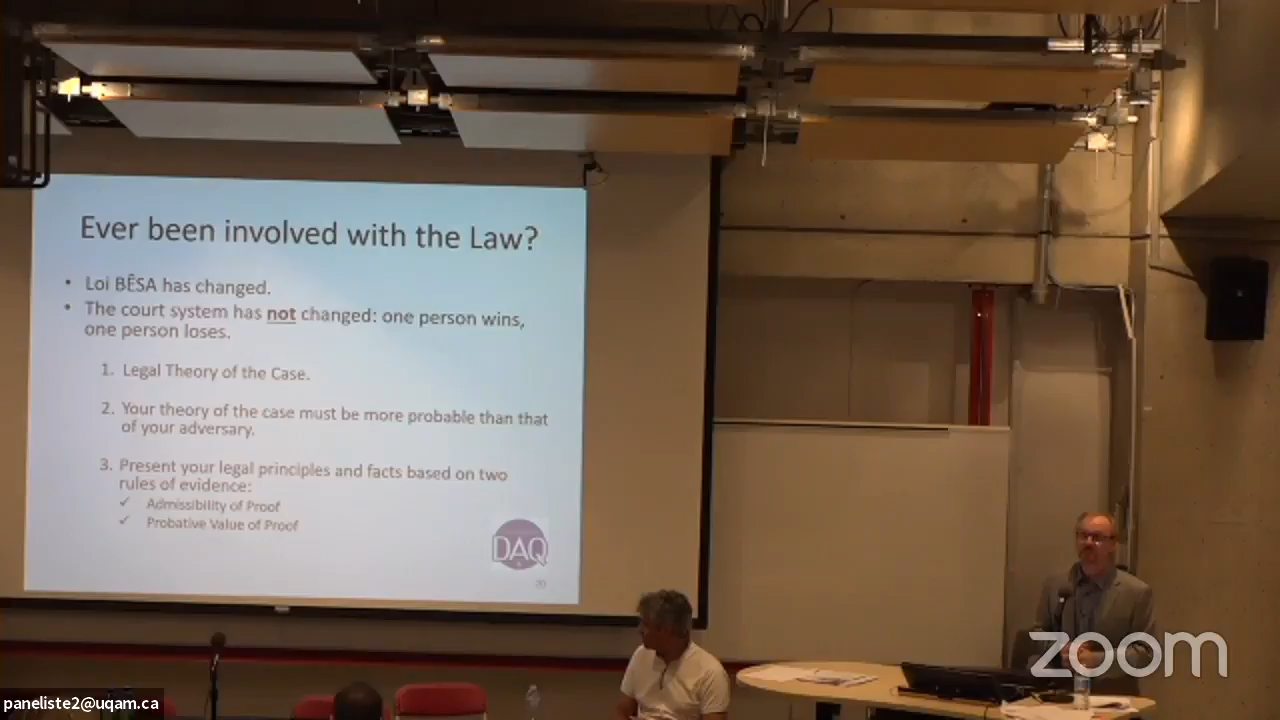 Ever been involved with the Law?
• Loi BÊSA has changed.
• The court system has not changed: one person wins,
one person loses.
1. Legal Theory of the Case.
2. Your theory of the case must be more probable than that
of your adversary.
3. Present your legal principles and facts based on two
rules of evidence:
✓ Admissibility of Proof
✓ Probative Value of Proof
DAQ
20
zoom
paneliste2@uqam.ca